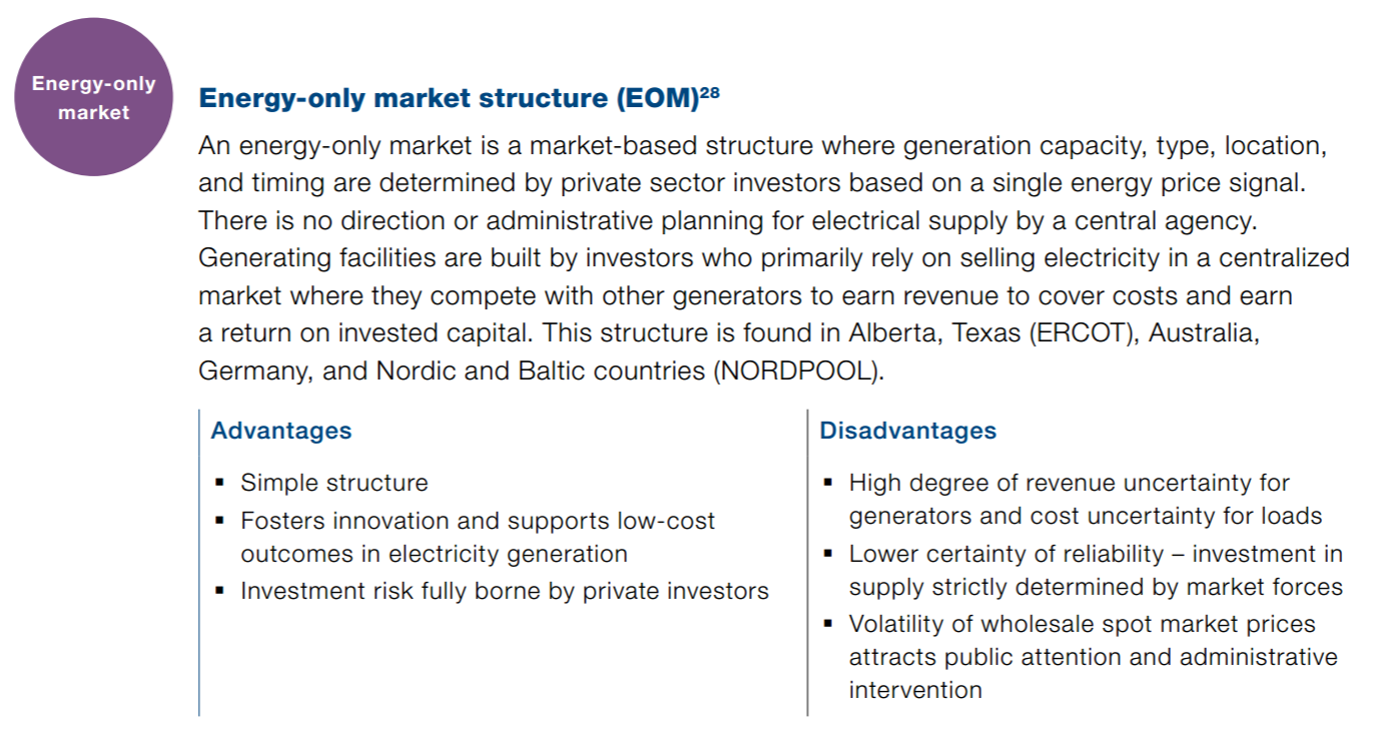 Energy-only
market
Energy-only market structure (EOM)28
An energy-only market is a market-based structure where generation capacity, type, location,
and timing are determined by private sector investors based on a single energy price signal.
There is no direction or administrative planning for electrical supply by a central agency.
Generating facilities are built by investors who primarily rely on selling electricity in a centralized
market where they compete with other generators to earn revenue to cover costs and earn
a return on invested capital. This structure is found in Alberta, Texas (ERCOT), Australia,
Germany, and Nordic and Baltic countries (NORDPOOL).
Advantages
▪ Simple structure
▪ Fosters innovation and supports low-cost
outcomes in electricity generation
▪ Investment risk fully borne by private investors
Disadvantages
▪ High degree of revenue uncertainty for
generators and cost uncertainty for loads
▪ Lower certainty of reliability – investment in
supply strictly determined by market forces
▪ Volatility of wholesale spot market prices
attracts public attention and administrative
intervention